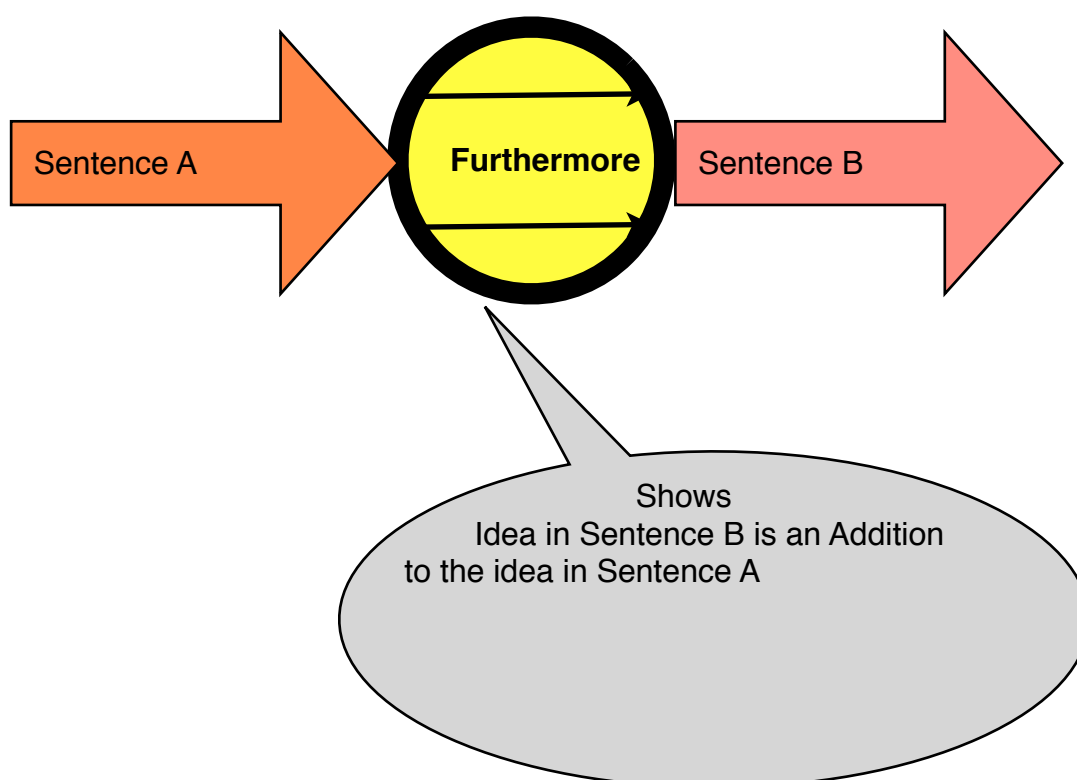 Sentence A
Furthermore
Sentence B
Shows
Idea in Sentence B is an Addition
to the idea in Sentence A